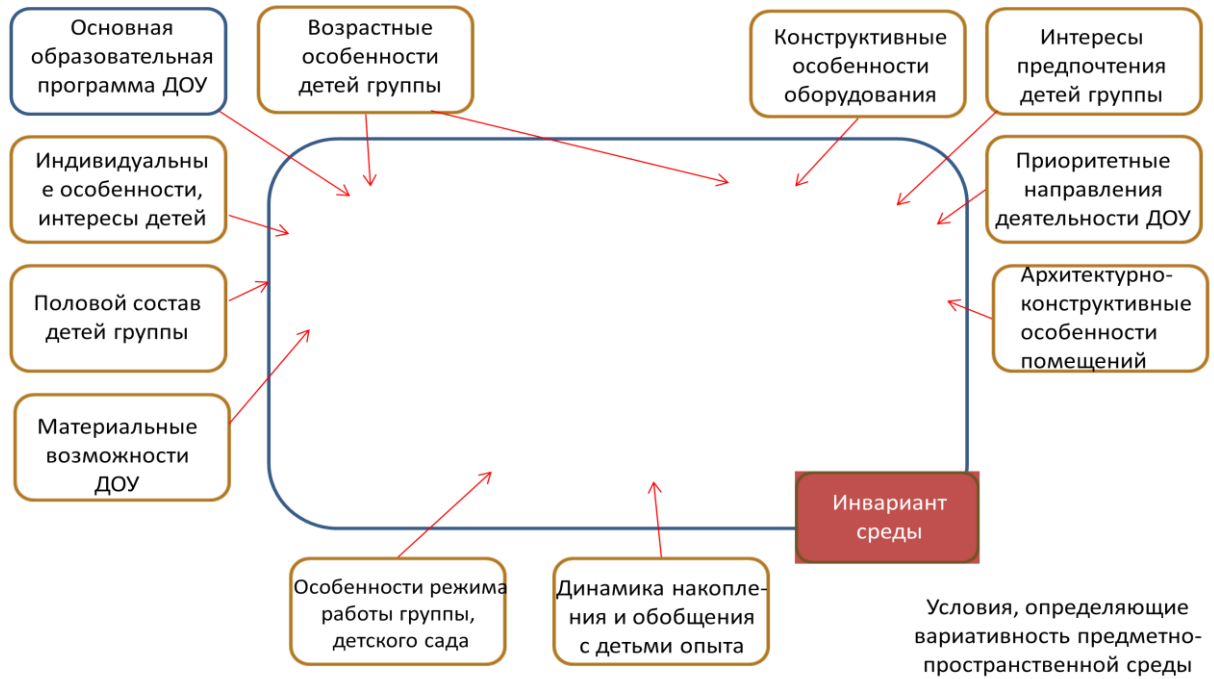 Основная
образовательная
программа ДОУ
Возрастные
особенности
детей группы
Конструктивные
особенности
оборудования
Интересы
предпочтения
детей группы
Индивидуальны
е особенности,
интересы детей
Приоритетные
направления
деятельности ДОУ
Половой состав
детей группы
Архитектурно-
конструктивные
особенности
помещений
Материальные
возможности
ДОУ
Инвариант
среды
Особенности режима
работы группы,
детского сада
Динамика накопле-
ния и обобщения
с детьми опыта
Условия, определяющие
вариативность предметно-
пространственной среды